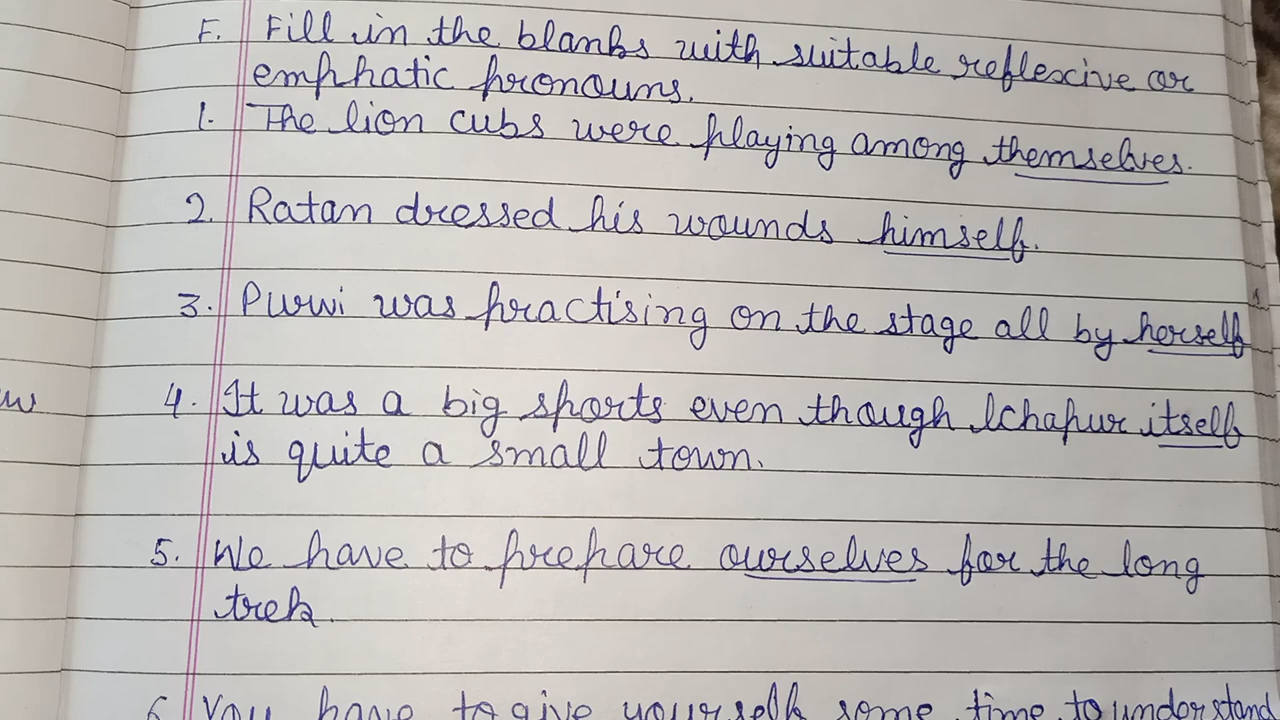 F. Fill in the blanks with suitable reflexive or
emphatic pronouns.
1. The lion cubs were playing among themselves.
2. Ratan dressed his wounds himself.
3. Purvi was practising on the stage all by herself
4. It was a big sports even though Ichapur itself
is quite a small town.
5. We have to prepare ourselves for the long
trek.
6. You have to give yourself some time to understand